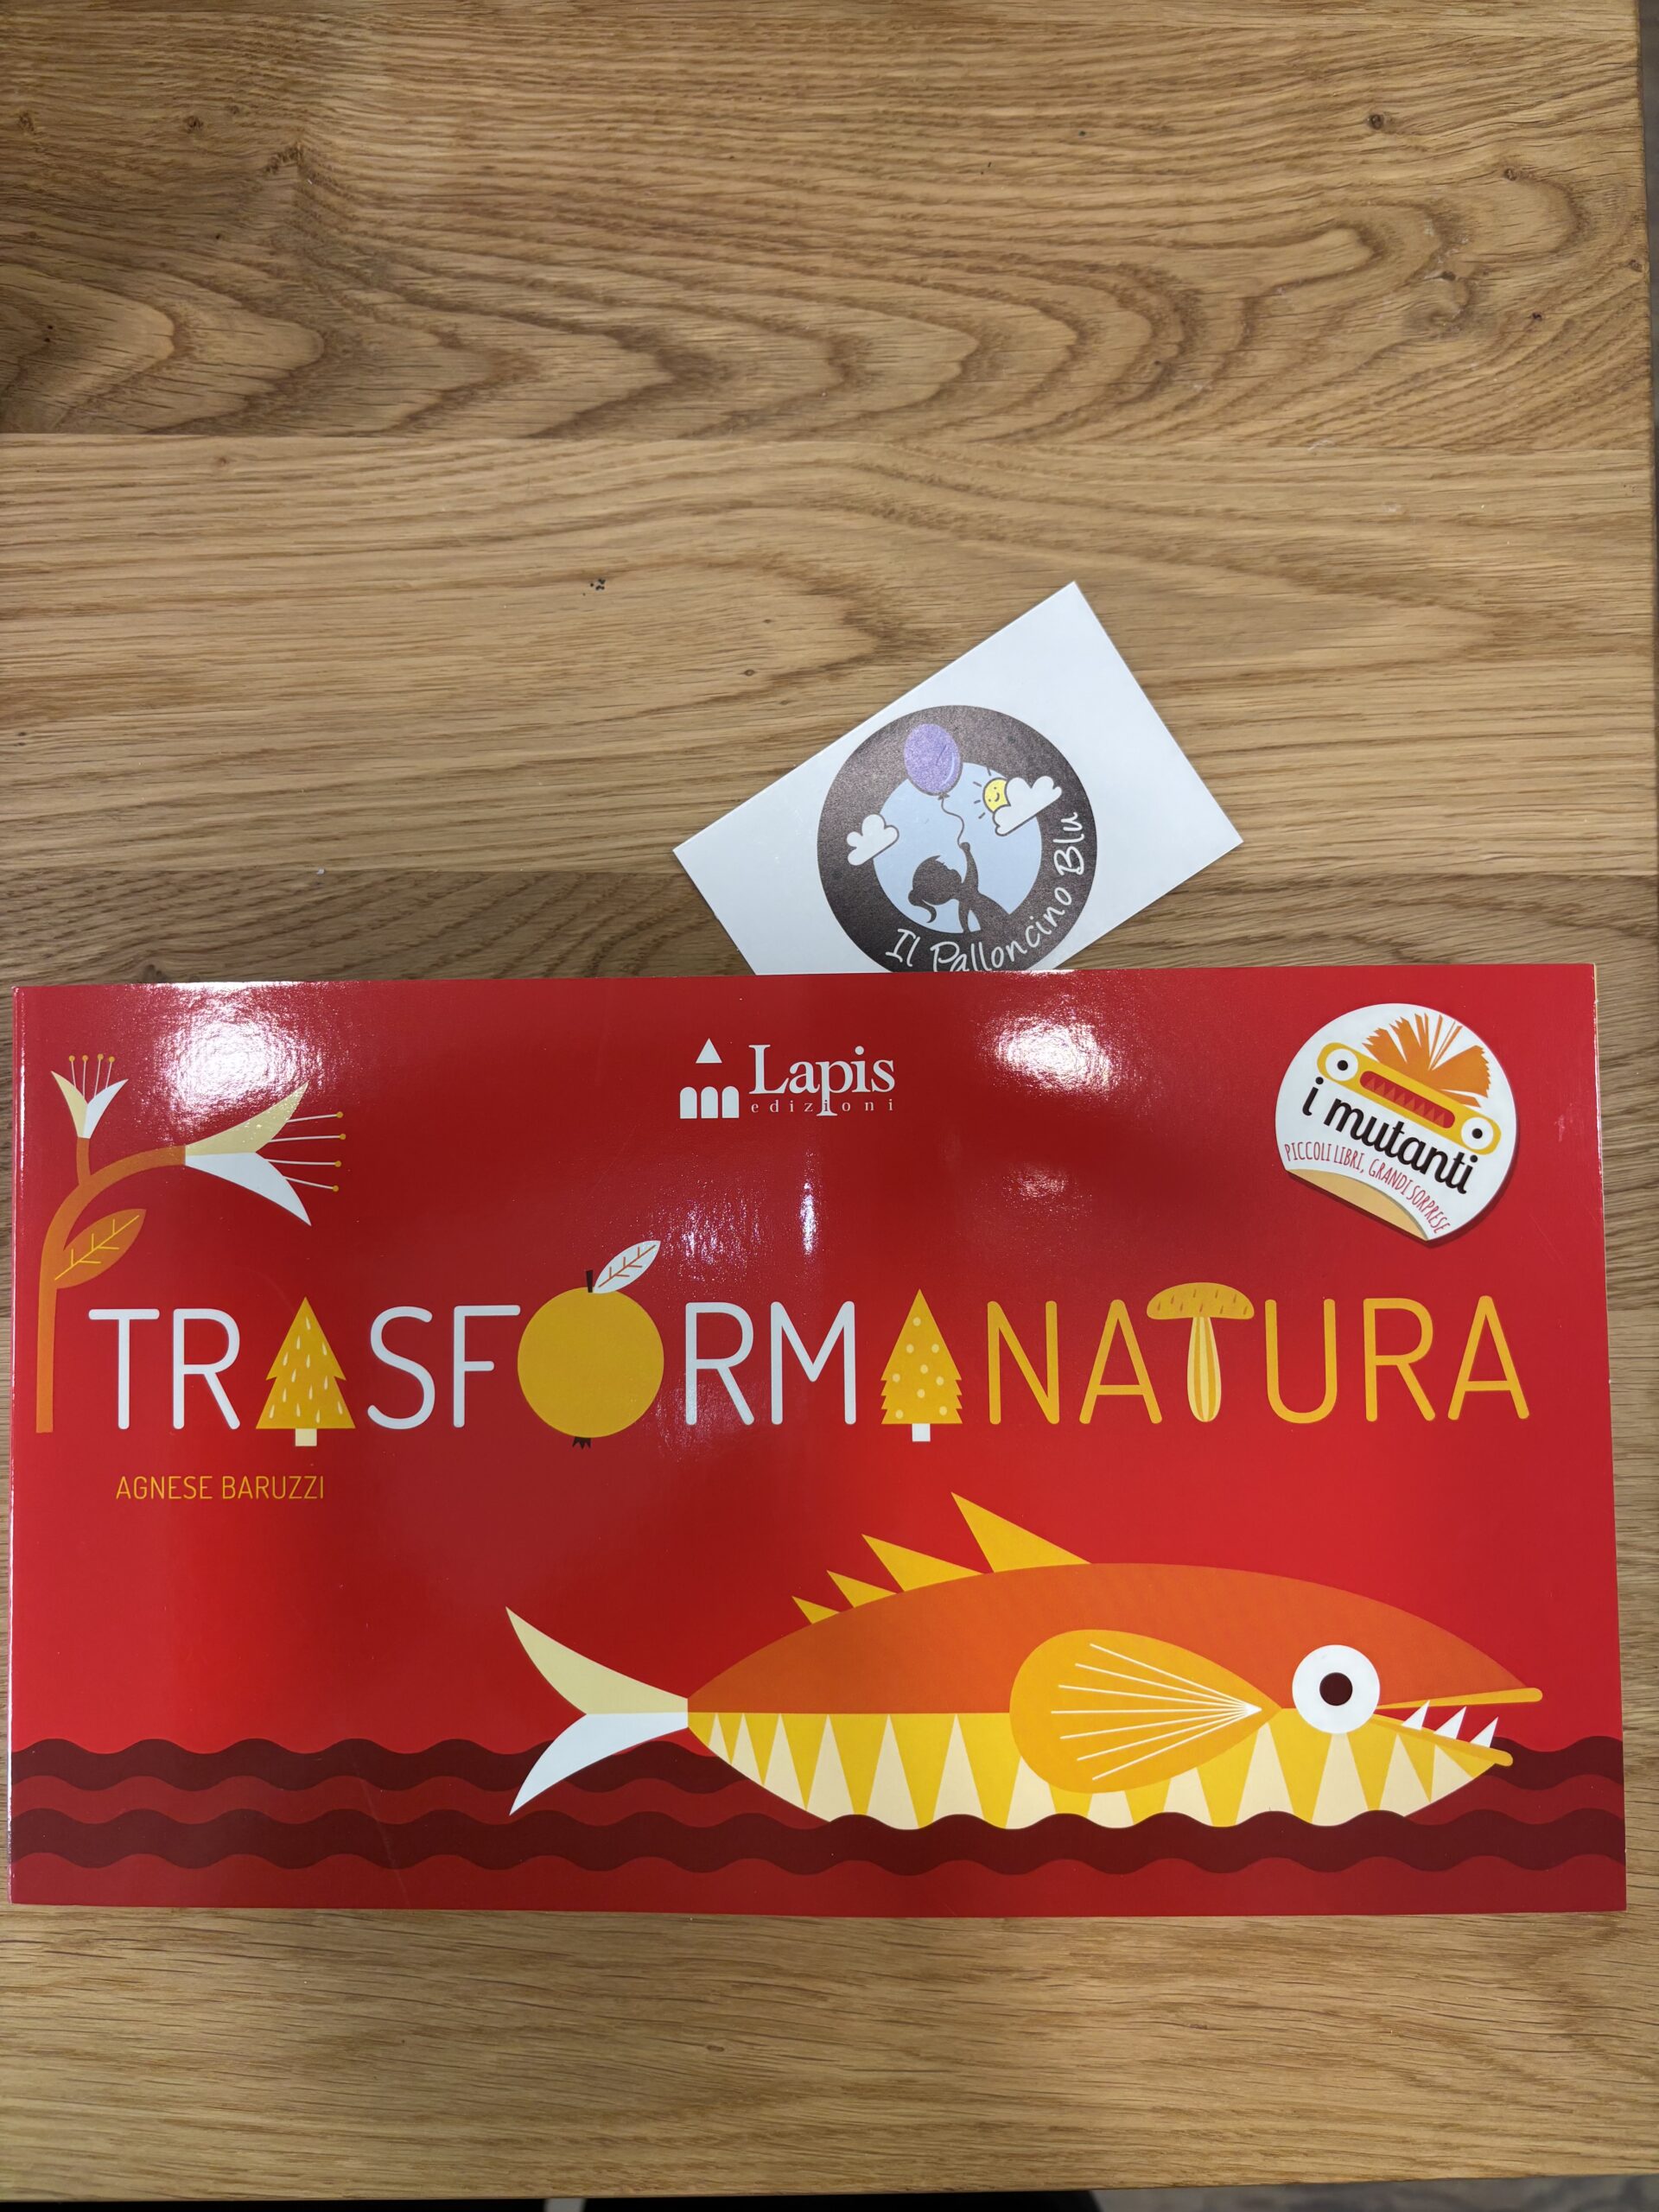 Il Palloncino Blu
Lapis
edizioni
i mutanti
PICCOLI LIBRI, GRANDI SORPRESE
TRASFORMANATURA
AGNESE BARUZZI